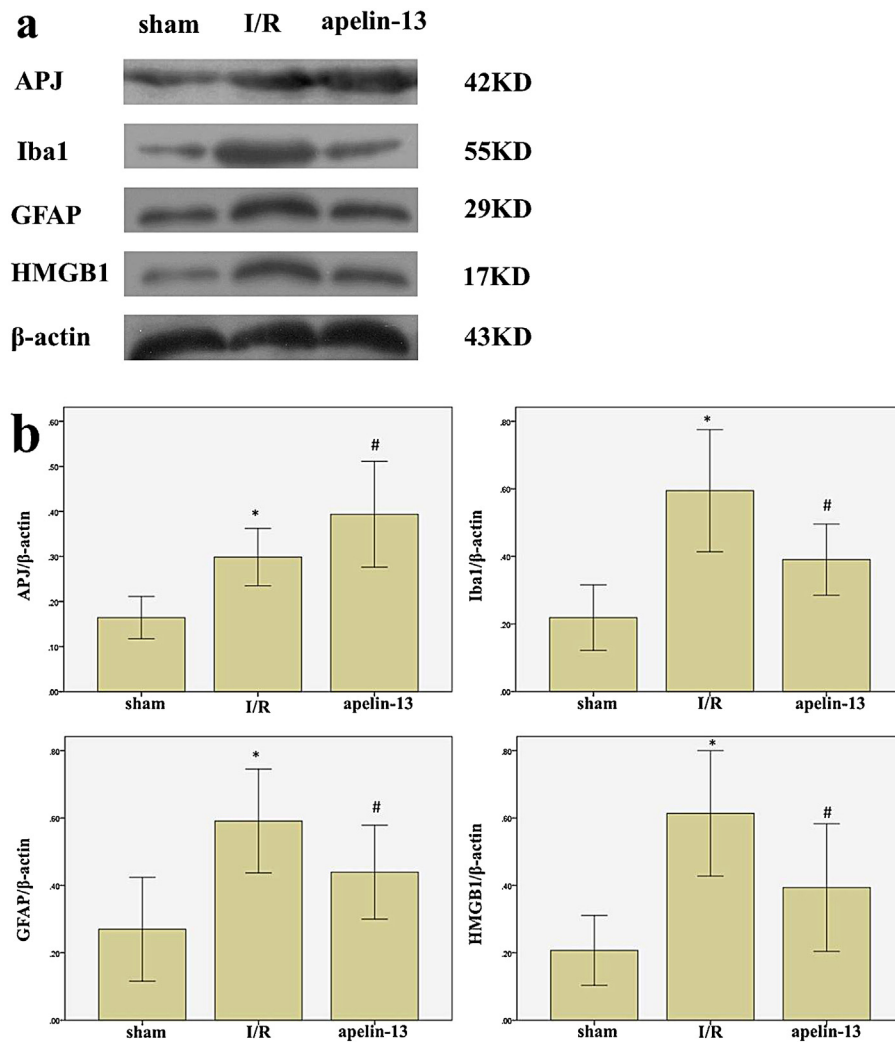 a
sham I/R apelin-13
APJ 42KD
Iba1 55KD
GFAP 29KD
HMGB1 17KD
β-actin 43KD
b
.60
.50
.40
.30
.20
.10
.00
APJ/β-actin
* #
sham I/R apelin-13
.80
.60
.40
.20
.00
Iba1/β-actin
* #
sham I/R apelin-13
.80
.60
.40
.20
.00
GFAP/β-actin
* #
sham I/R apelin-13
.80
.60
.40
.20
.00
HMGB1/β-actin
* #
sham I/R apelin-13